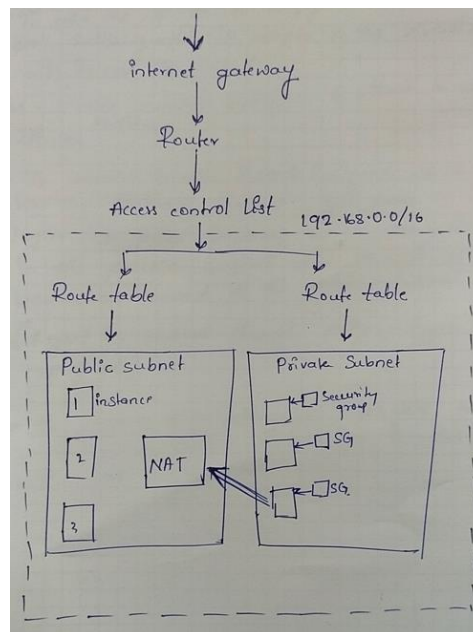 internet gateway
Router
Access control List
192.168.0.0/16
Route table
Route table
Public subnet
1 instance
2
NAT
3
Private Subnet
Security
group
SG
SG.